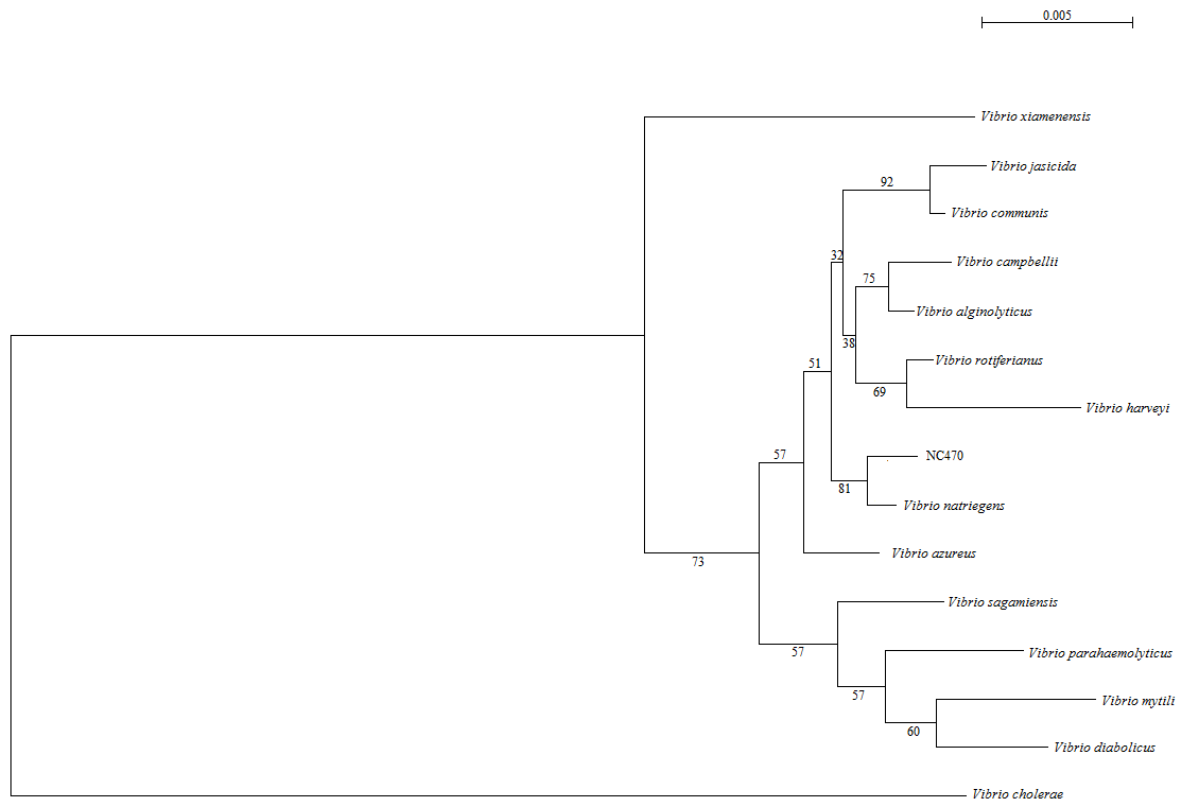 0.005
Vibrio xiamenensis
Vibrio jasicida
92
Vibrio communis
32
Vibrio campbellii
75
Vibrio alginolyticus
38
Vibrio rotiferianus
51
69
Vibrio harveyi
57
NC470
81
Vibrio natriegens
73
Vibrio azureus
Vibrio sagamiensis
57
Vibrio parahaemolyticus
57
Vibrio mytili
60
Vibrio diabolicus
Vibrio cholerae